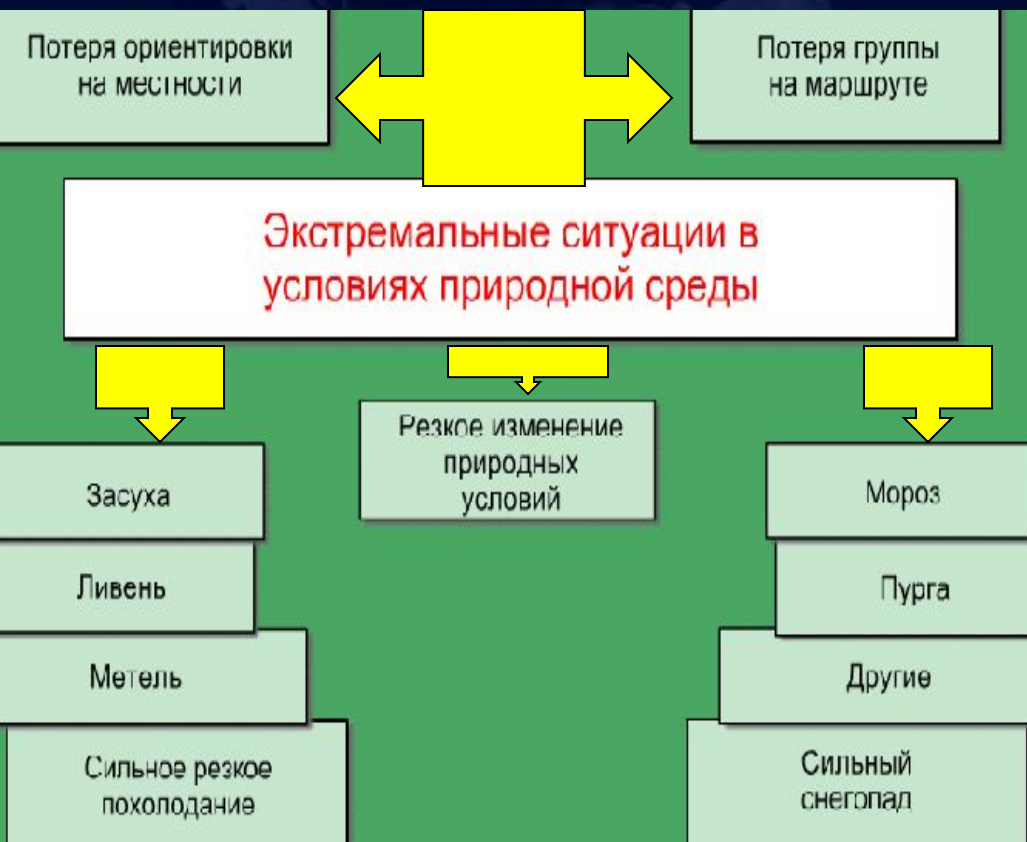 Потеря ориентировки
на местности
Потеря группы
на маршруте
Экстремальные ситуации в
условиях природной среды
Резкое изменение
природных
условий
Засуха
Ливень
Метель
Сильное резкое
похолодание
Мороз
Пурга
Другие
Сильный
снегопад